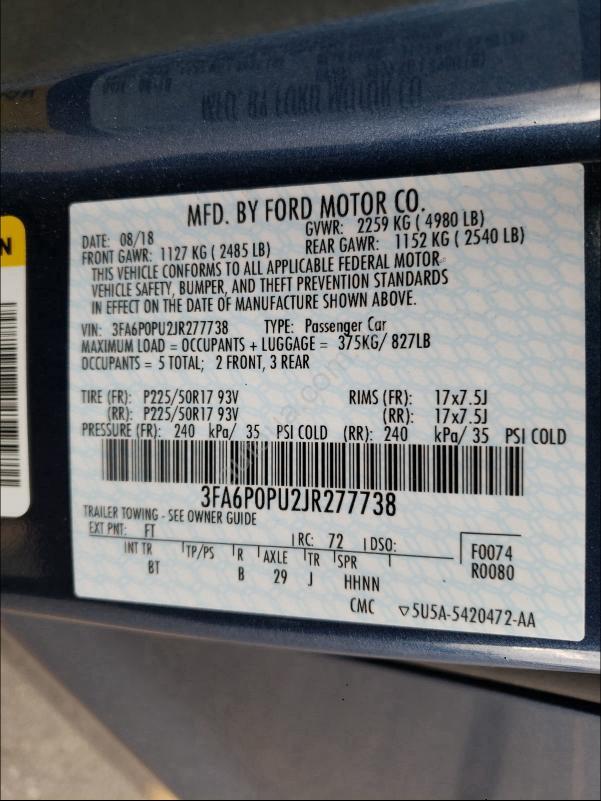 MFD. BY FORD MOTOR CO.
DATE: 08/18 GVWR: 2259 KG ( 4980 LB)
FRONT GAWR: 1127 KG ( 2485 LB) REAR GAWR: 1152 KG ( 2540 LB)
THIS VEHICLE CONFORMS TO ALL APPLICABLE FEDERAL MOTOR
VEHICLE SAFETY, BUMPER, AND THEFT PREVENTION STANDARDS
IN EFFECT ON THE DATE OF MANUFACTURE SHOWN ABOVE.
VIN: 3FA6P0PU2JR277738 TYPE: Passenger Car
MAXIMUM LOAD = OCCUPANTS + LUGGAGE = 375KG/ 827LB
OCCUPANTS = 5 TOTAL; 2 FRONT, 3 REAR
TIRE (FR): P225/50R17 93V RIMS (FR): 17x7.5J
(RR): P225/50R17 93V (RR): 17x7.5J
PRESSURE (FR): 240 kPa/ 35 PSI COLD (RR): 240 kPa/ 35 PSI COLD
3FA6P0PU2JR277738
TRAILER TOWING - SEE OWNER GUIDE
EXT PNT: FT RC: 72 DSO: F0074
INT TR TP/PS R AXLE TR SPR R0080
BT B 29 J HHNN
CMC ▽5U5A-5420472-AA
N
MFD. BY FORD MOTOR CO.